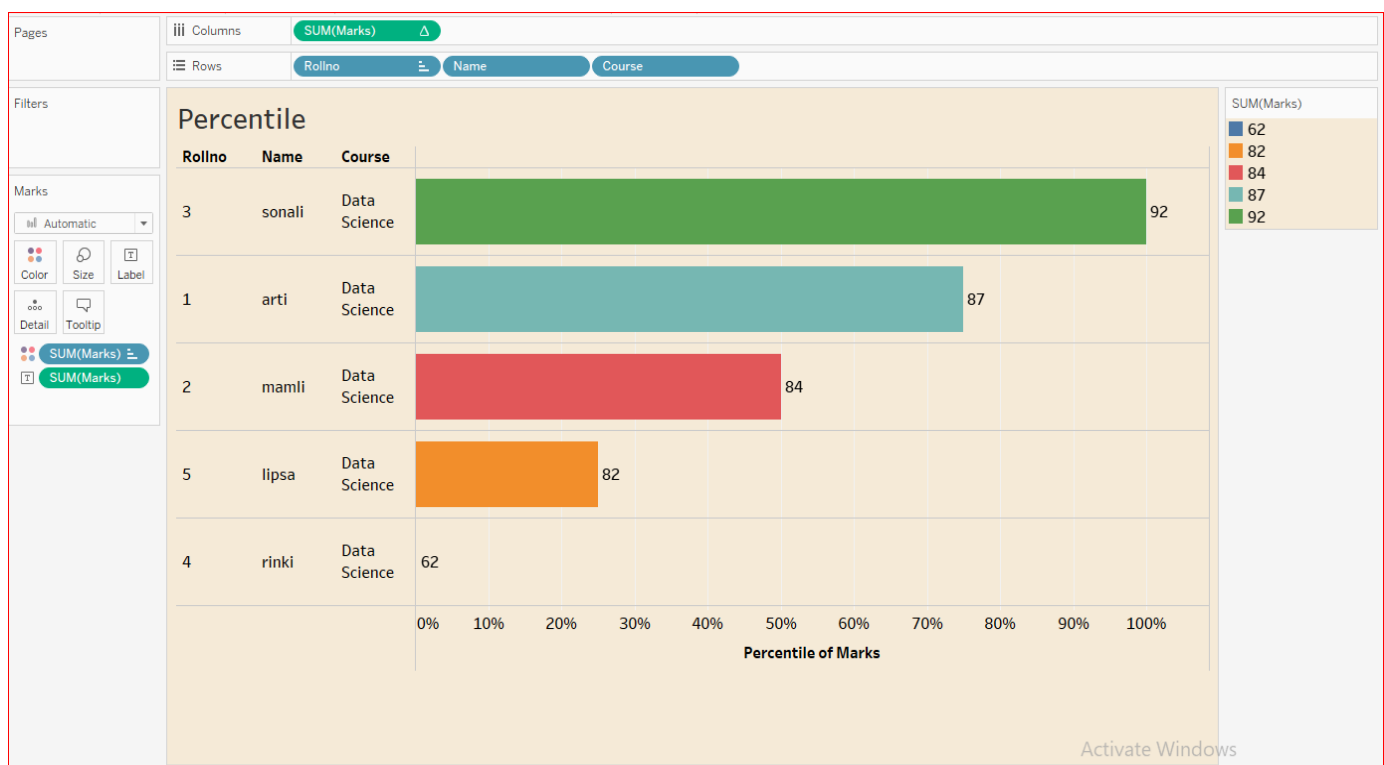 Pages
Columns
SUM(Marks) Δ
Rows
Rollno
Name
Course
Filters
Marks
Automatic
Color
Size
Label
Detail
Tooltip
SUM(Marks)
SUM(Marks)
Percentile
Rollno Name Course
3 sonali Data Science 92
1 arti Data Science 87
2 mamli Data Science 84
5 lipsa Data Science 82
4 rinki Data Science 62
0% 10% 20% 30% 40% 50% 60% 70% 80% 90% 100%
Percentile of Marks
SUM(Marks)
62
82
84
87
92
Activate Windows